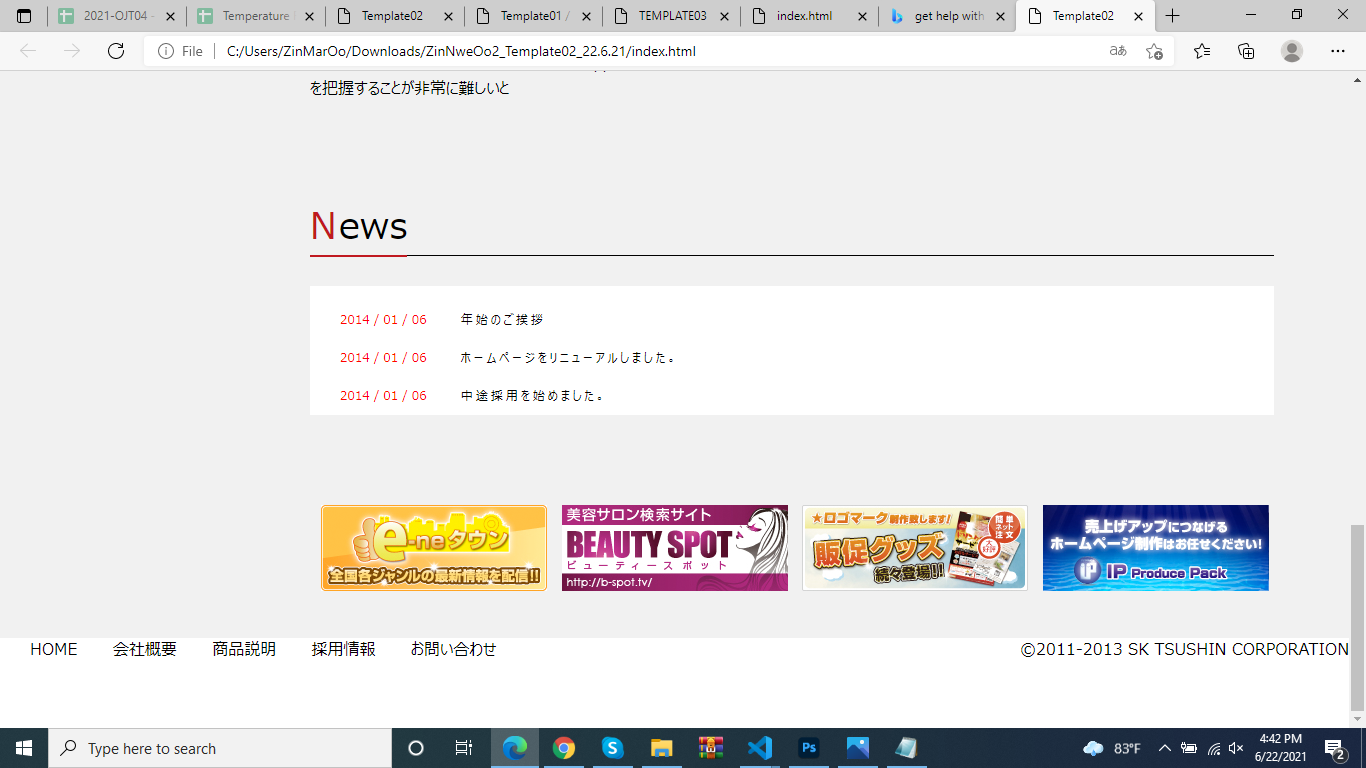 2021-OJT04 -
Temperature
Template02
Template01 /
TEMPLATE03
index.html
get help with
Template02
File
C:/Users/ZinMarOo/Downloads/ZinNweOo2_Template02_22.6.21/index.html
を把握することが非常に難しいと
News
2014 / 01 / 06 年始のご挨拶
2014 / 01 / 06 ホームページをリニューアルしました。
2014 / 01 / 06 中途採用を始めました。
e-neタウン
全国各ジャンルの最新情報を配信!!
美容サロン検索サイト
BEAUTY SPOT
ビューティースポット
http://b-spot.tv/
★ロゴマーク制作致します!
販促グッズ
続々登場!!
簡単
ネット
注文
大好評
売上げアップにつなげる
ホームページ制作はお任せください!
IP IP Produce Pack
HOME 会社概要 商品説明 採用情報 お問い合わせ ©2011-2013 SK TSUSHIN CORPORATION
Type here to search
83°F
4:42 PM
6/22/2021
2